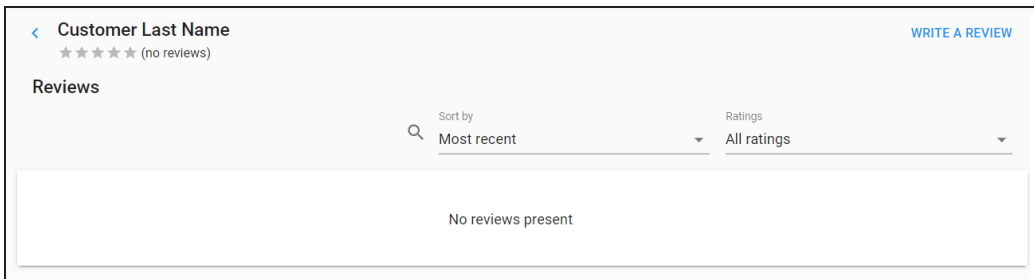 Customer Last Name
WRITE A REVIEW
(no reviews)
Reviews
Sort by
Most recent
Ratings
All ratings
No reviews present